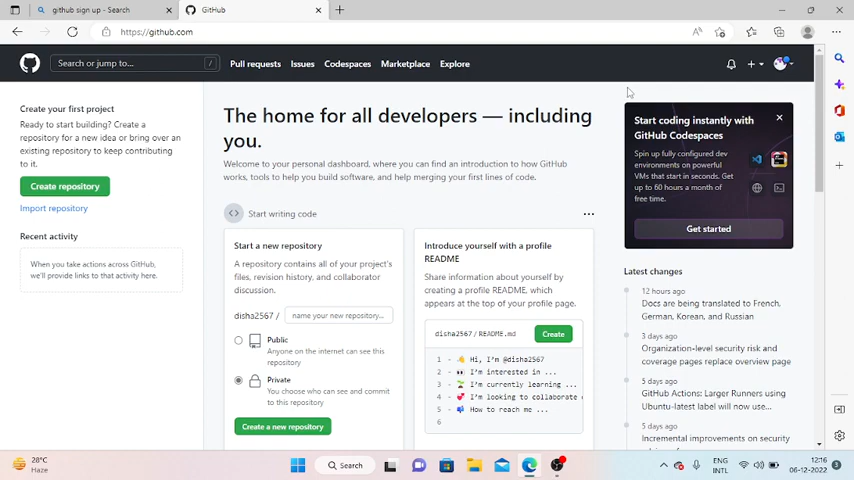 github sign up - Search
GitHub
https://github.com
Search or jump to...
/
Pull requests
Issues
Codespaces
Marketplace
Explore
Create your first project
Ready to start building? Create a
repository for a new idea or bring over an
existing repository to keep contributing
to it.
Create repository
Import repository
Recent activity
When you take actions across GitHub,
we'll provide links to that activity here.
The home for all developers — including
you.
Welcome to your personal dashboard, where you can find an introduction to how GitHub
works, tools to help you build software, and help merging your first lines of code.
Start writing code
Start a new repository
A repository contains all of your project's
files, revision history, and collaborator
discussion.
disha2567 /
name your new repository...
Public
Anyone on the internet can see this
repository
Private
You choose who can see and commit
to this repository
Create a new repository
Introduce yourself with a profile
README
Share information about yourself by
creating a profile README, which
appears at the top of your profile page.
disha2567 / README.md
Create
1 - 👋 Hi, I'm @disha2567
2 - 👀 I'm interested in ...
3 - 🌱 I'm currently learning ...
4 - 💞️ I'm looking to collaborate
5 - 📫 How to reach me ...
6
Start coding instantly with
GitHub Codespaces
Spin up fully configured dev
environments on powerful
VMs that start in seconds. Get
up to 60 hours a month of
free time.
Get started
Latest changes
12 hours ago
Docs are being translated to French,
German, Korean, and Russian
3 days ago
Organization-level security risk and
coverage pages replace overview page
5 days ago
GitHub Actions: Larger Runners using
Ubuntu-latest label will now use...
5 days ago
Incremental improvements on security
28°C
Haze
Search
ENG
INTL
12:16
06-12-2022
3